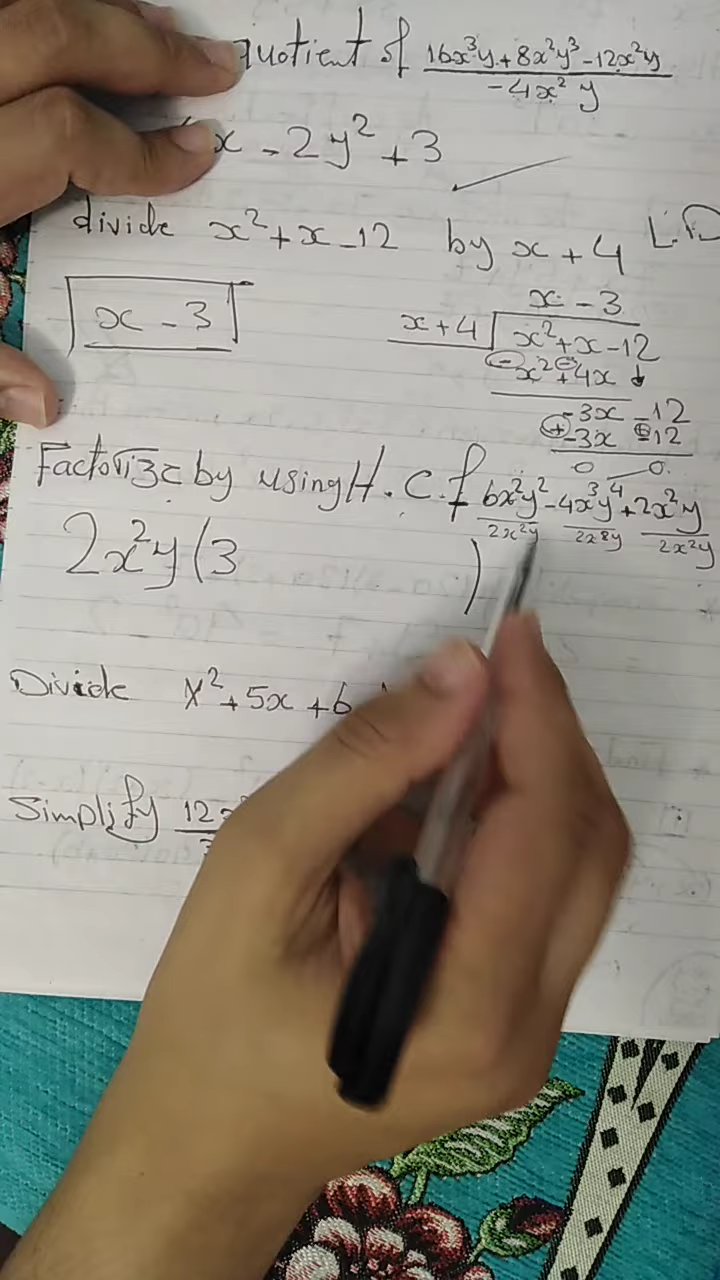 quotient of (16x³y + 8x²y³ - 12x²y) / (-4x²y)
x - 2y² + 3
divide x² + x - 12 by x + 4 L.D
x - 3
x - 3
x + 4 x² + x - 12
x² + 4x
-3x - 12
-3x - 12
0 0
Factorize by using H.C.f 6x²y² - 4x³y⁴ + 2x²y
2x²y 2x²y 2x²y
2x²y (3 )
Divide x² + 5x + 6
Simplify 12